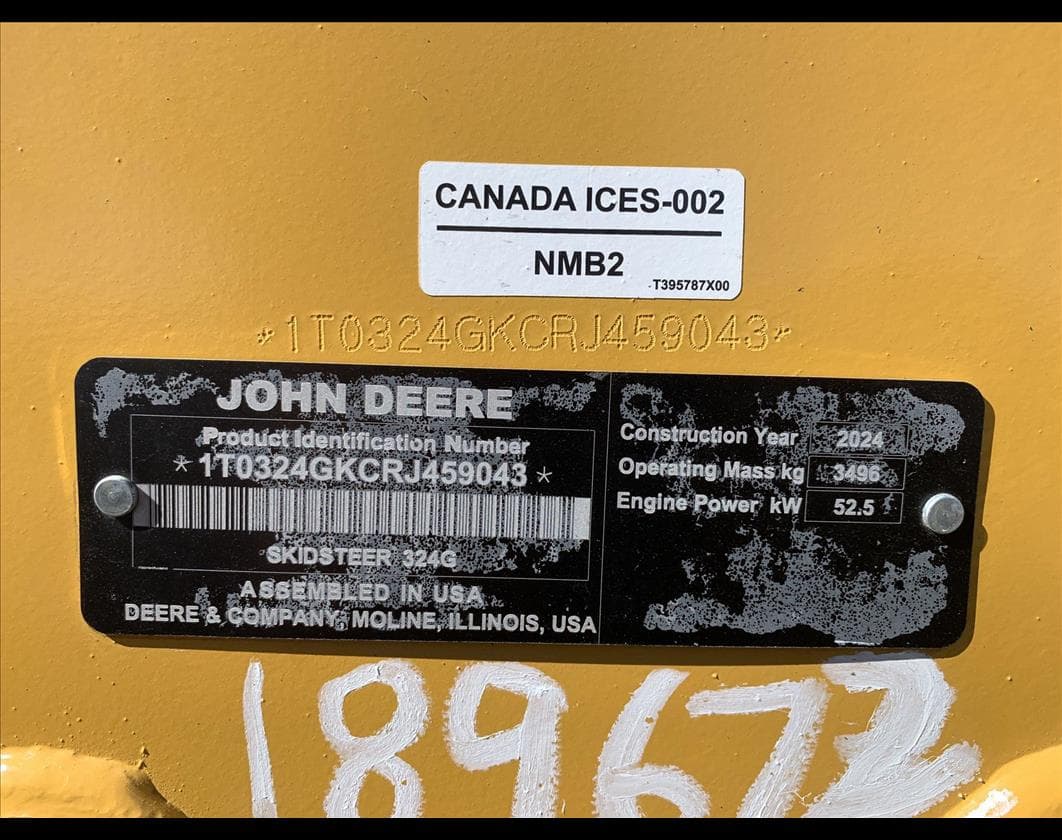 CANADA ICES-002
NMB2
T395787X00
*1T0324GKCRJ459043*
JOHN DEERE
Product Identification Number
*1T0324GKCRJ459043*
SKIDSTEER 324G
ASSEMBLED IN USA
DEERE & COMPANY, MOLINE, ILLINOIS, USA
Construction Year 2024
Operating Mass kg 3496
Engine Power kW 52.5
189672